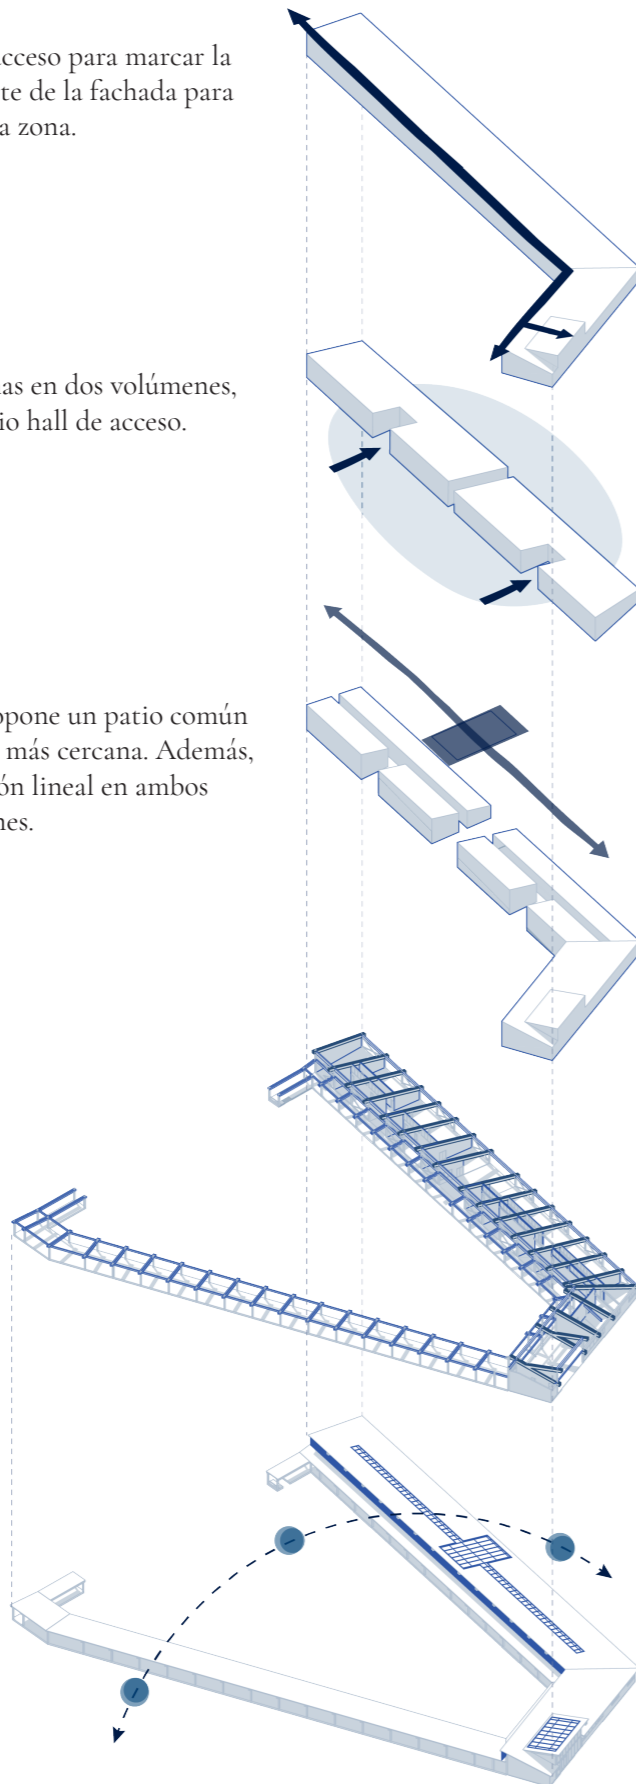 acceso para marcar la
te de la fachada para
a zona.
as en dos volúmenes,
io hall de acceso.
opone un patio común
más cercana. Además,
ón lineal en ambos
nes.